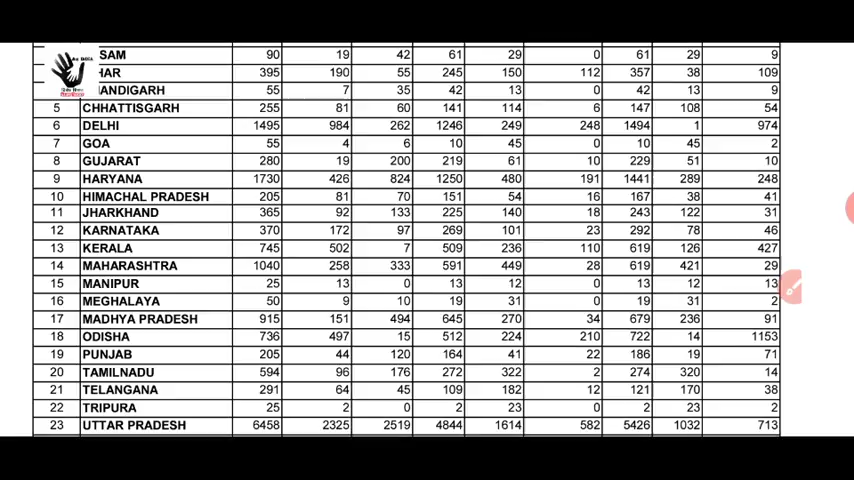 SAM 90 19 42 61 29 0 61 29 9
HAR 395 190 55 245 150 112 357 38 109
ANDIGARH 55 7 35 42 13 0 42 13 9
5 CHHATTISGARH 255 81 60 141 114 6 147 108 54
6 DELHI 1495 984 262 1246 249 248 1494 1 974
7 GOA 55 4 6 10 45 0 10 45 2
8 GUJARAT 280 19 200 219 61 10 229 51 10
9 HARYANA 1730 426 824 1250 480 191 1441 289 248
10 HIMACHAL PRADESH 205 81 70 151 54 16 167 38 41
11 JHARKHAND 365 92 133 225 140 18 243 122 31
12 KARNATAKA 370 172 97 269 101 23 292 78 46
13 KERALA 745 502 7 509 236 110 619 126 427
14 MAHARASHTRA 1040 258 333 591 449 28 619 421 29
15 MANIPUR 25 13 0 13 12 0 13 12 13
16 MEGHALAYA 50 9 10 19 31 0 19 31 2
17 MADHYA PRADESH 915 151 494 645 270 34 679 236 91
18 ODISHA 736 497 15 512 224 210 722 14 1153
19 PUNJAB 205 44 120 164 41 22 186 19 71
20 TAMILNADU 594 96 176 272 322 2 274 320 14
21 TELANGANA 291 64 45 109 182 12 121 170 38
22 TRIPURA 25 2 0 2 23 0 2 23 2
23 UTTAR PRADESH 6458 2325 2519 4844 1614 582 5426 1032 713